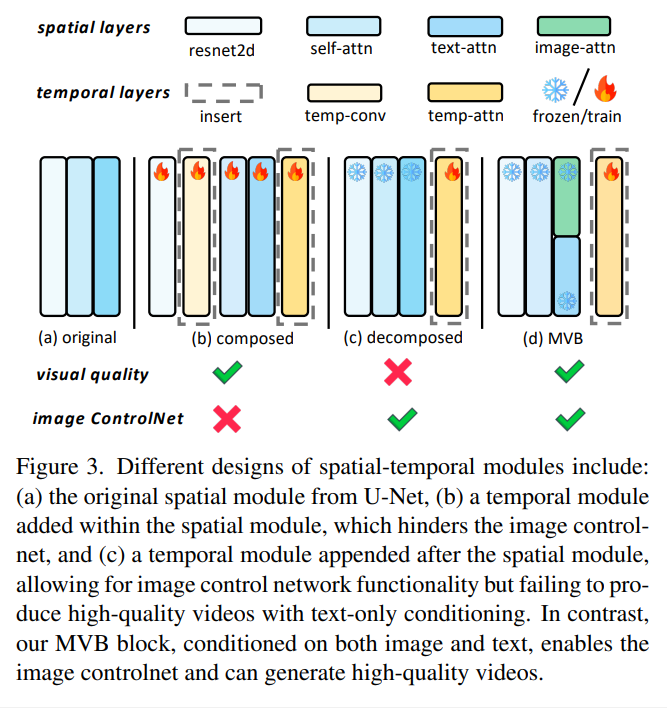 spatial layers
resnet2d self-attn text-attn image-attn
temporal layers
insert temp-conv temp-attn frozen/train
(a) original (b) composed (c) decomposed (d) MVB
visual quality
image ControlNet
Figure 3. Different designs of spatial-temporal modules include:
(a) the original spatial module from U-Net, (b) a temporal module
added within the spatial module, which hinders the image control-
net, and (c) a temporal module appended after the spatial module,
allowing for image control network functionality but failing to pro-
duce high-quality videos with text-only conditioning. In contrast,
our MVB block, conditioned on both image and text, enables the
image controlnet and can generate high-quality videos.